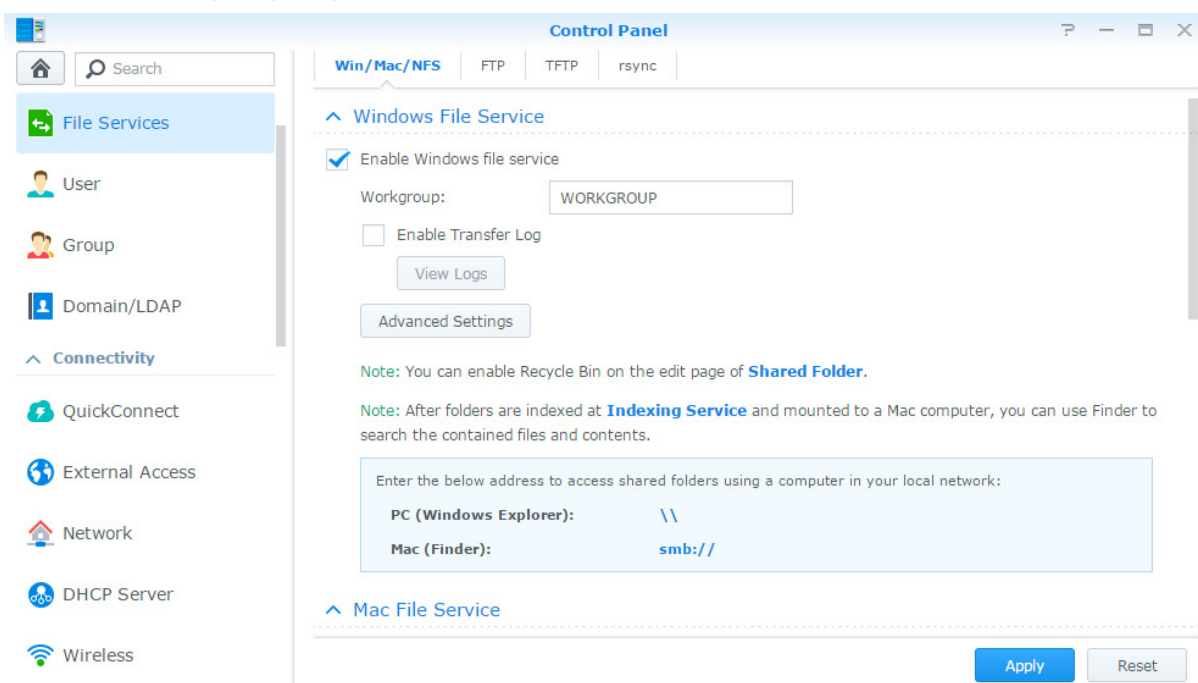 Control Panel
Search
Win/Mac/NFS FTP TFTP rsync
File Services
User
Group
Domain/LDAP
Connectivity
QuickConnect
External Access
Network
DHCP Server
Wireless
Windows File Service
Enable Windows file service
Workgroup: WORKGROUP
Enable Transfer Log
View Logs
Advanced Settings
Note: You can enable Recycle Bin on the edit page of Shared Folder.
Note: After folders are indexed at Indexing Service and mounted to a Mac computer, you can use Finder to
search the contained files and contents.
Enter the below address to access shared folders using a computer in your local network:
PC (Windows Explorer): \\
Mac (Finder): smb://
Mac File Service
Apply Reset